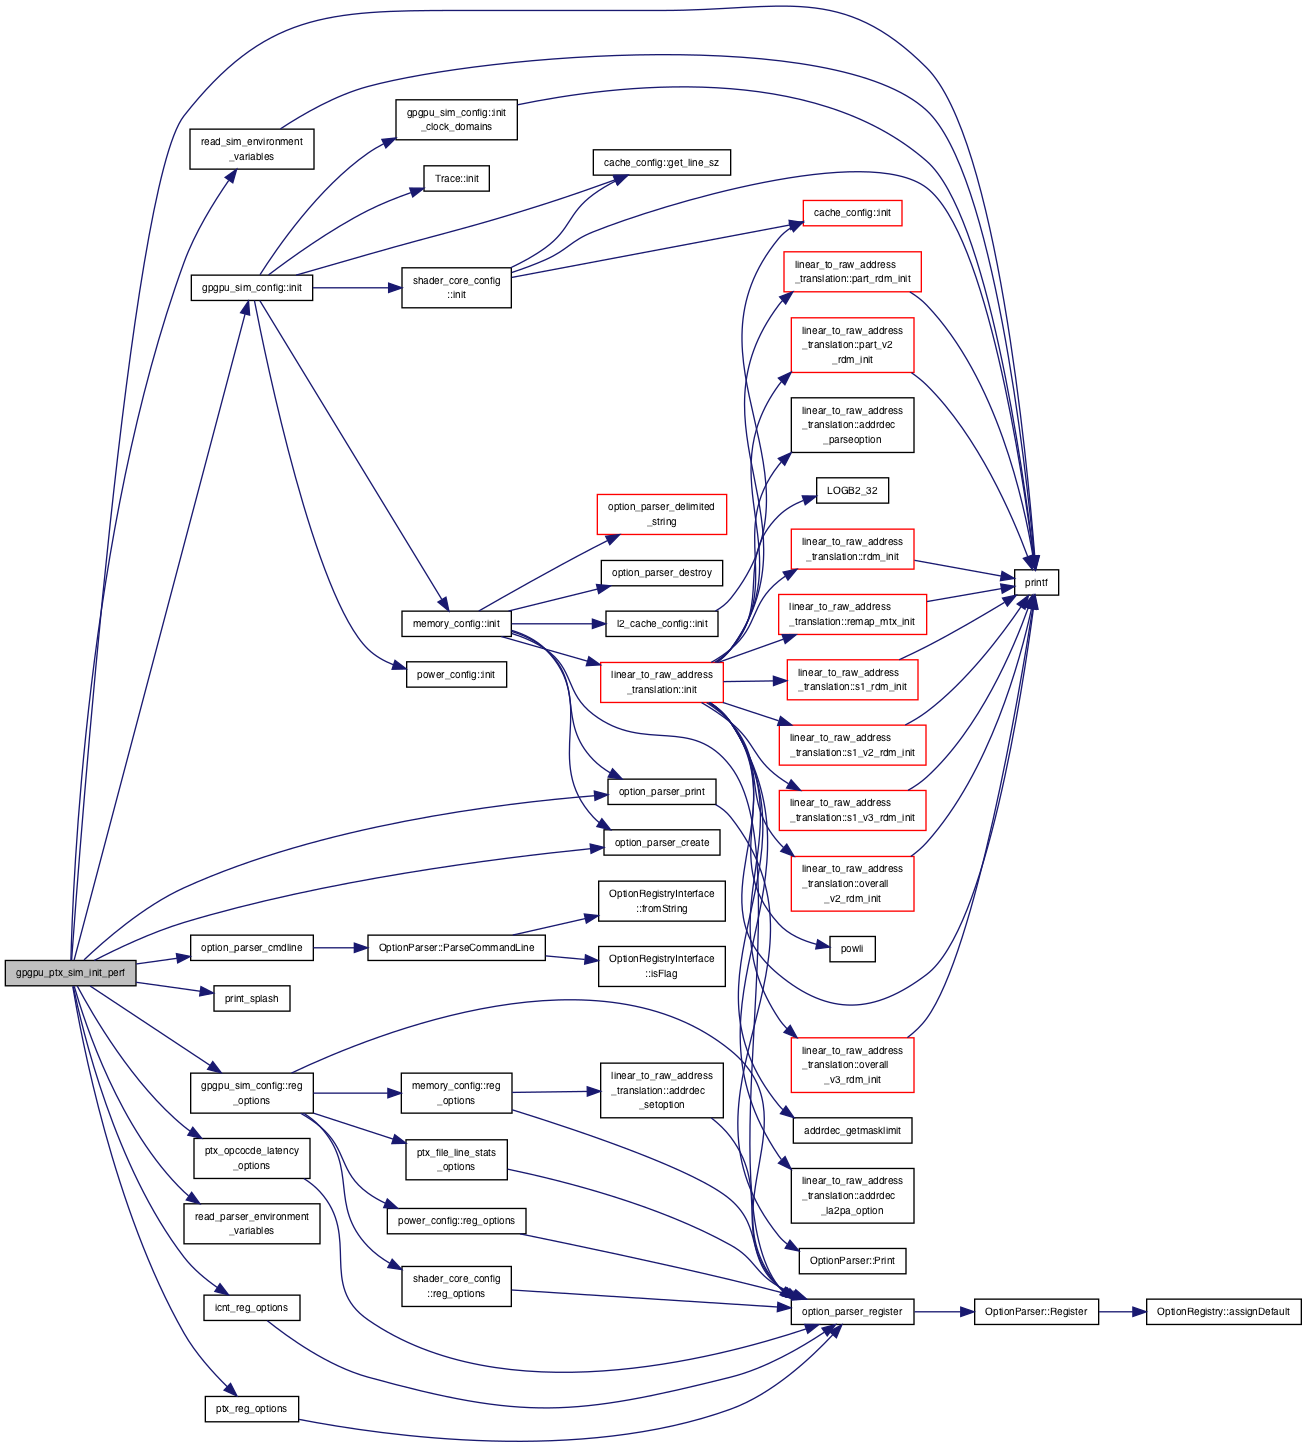 gpgpu_ptx_sim_init_perf
read_sim_environment
_variables
gpgpu_sim_config::init
option_parser_cmdline
print_splash
gpgpu_sim_config::reg
_options
ptx_opcocde_latency
_options
read_parser_environment
_variables
icnt_reg_options
ptx_reg_options
gpgpu_sim_config::init
_clock_domains
Trace::init
shader_core_config
::init
memory_config::init
power_config::init
OptionParser::ParseCommandLine
memory_config::reg
_options
ptx_file_line_stats
_options
power_config::reg_options
shader_core_config
::reg_options
cache_config::get_line_sz
option_parser_delimited
_string
option_parser_destroy
l2_cache_config::init
linear_to_raw_address
_translation::init
option_parser_print
option_parser_create
OptionRegistryInterface
::fromString
OptionRegistryInterface
::isFlag
linear_to_raw_address
_translation::addrdec
_setoption
cache_config::init
linear_to_raw_address
_translation::part_rdm_init
linear_to_raw_address
_translation::part_v2
_rdm_init
linear_to_raw_address
_translation::addrdec
_parseoption
LOGB2_32
linear_to_raw_address
_translation::rdm_init
linear_to_raw_address
_translation::remap_mtx_init
linear_to_raw_address
_translation::s1_rdm_init
linear_to_raw_address
_translation::s1_v2_rdm_init
linear_to_raw_address
_translation::s1_v3_rdm_init
linear_to_raw_address
_translation::overall
_v2_rdm_init
powli
linear_to_raw_address
_translation::overall
_v3_rdm_init
addrdec_getmasklimit
linear_to_raw_address
_translation::addrdec
_la2pa_option
OptionParser::Print
option_parser_register
printf
OptionParser::Register
OptionRegistry::assignDefault